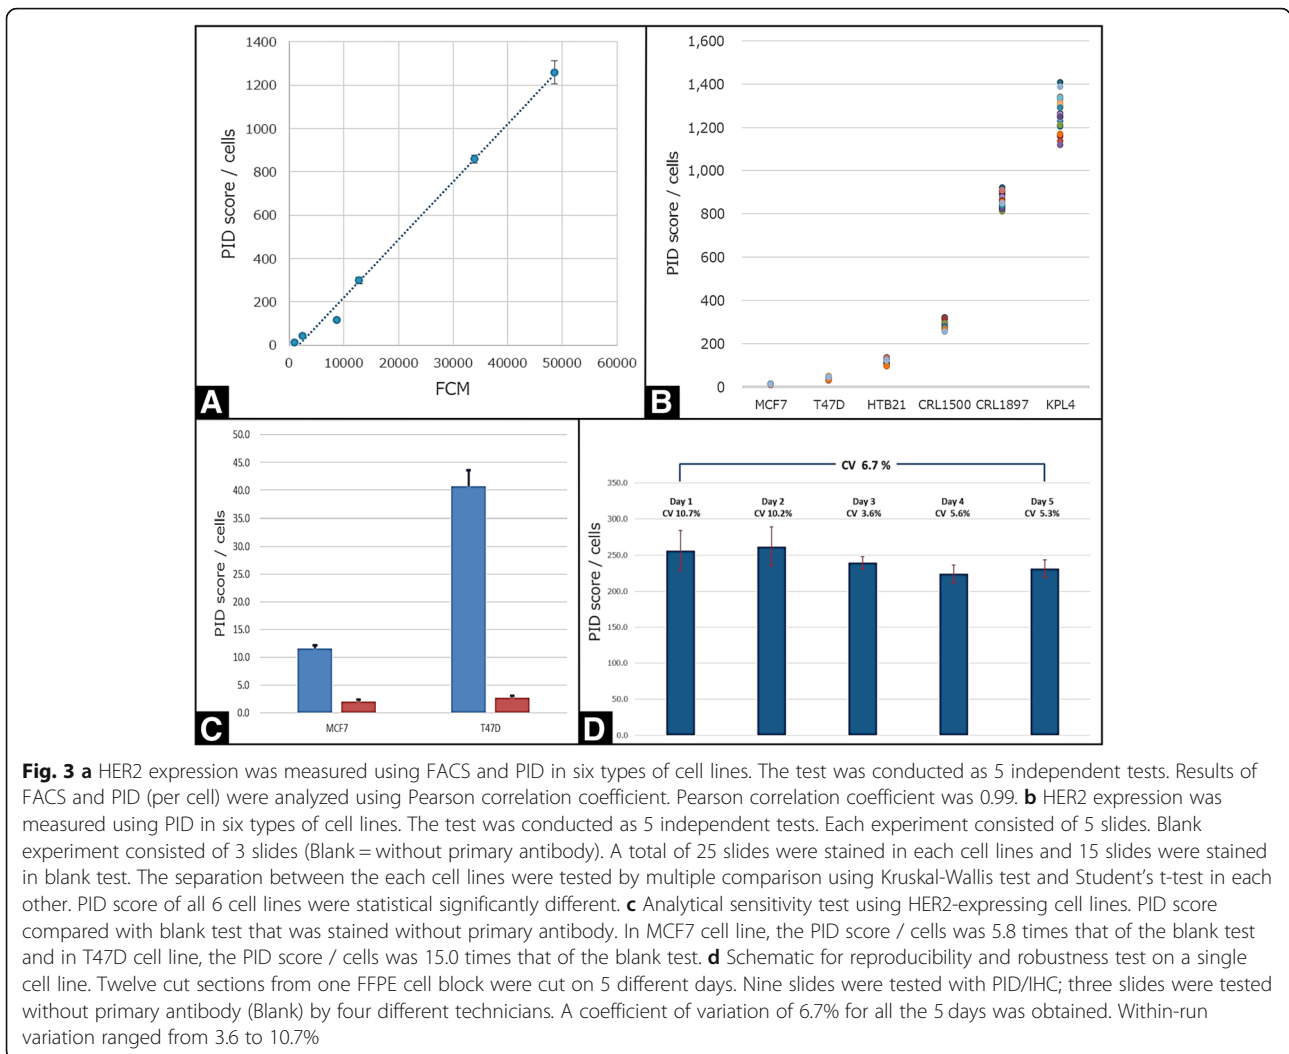 1400
1200
1000
800
600
400
200
0
0 10000 20000 30000 40000 50000 60000
PID score / cells
FCM
A
1,600
1,400
1,200
1,000
800
600
400
200
0
MCF7 T47D HTB21 CRL1500 CRL1897 KPL4
PID score / cells
B
50.0
45.0
40.0
35.0
30.0
25.0
20.0
15.0
10.0
5.0
0.0
MCF7 T47D
PID score / cells
C
CV 6.7 %
350.0
300.0
250.0
200.0
150.0
100.0
50.0
0.0
Day 1 Day 2 Day 3 Day 4 Day 5
CV 10.7% CV 10.2% CV 3.6% CV 5.6% CV 5.3%
PID score / cells
D
Fig. 3 a HER2 expression was measured using FACS and PID in six types of cell lines. The test was conducted as 5 independent tests. Results of
FACS and PID (per cell) were analyzed using Pearson correlation coefficient. Pearson correlation coefficient was 0.99. b HER2 expression was
measured using PID in six types of cell lines. The test was conducted as 5 independent tests. Each experiment consisted of 5 slides. Blank
experiment consisted of 3 slides (Blank = without primary antibody). A total of 25 slides were stained in each cell lines and 15 slides were stained
in blank test. The separation between the each cell lines were tested by multiple comparison using Kruskal-Wallis test and Student's t-test in each
other. PID score of all 6 cell lines were statistical significantly different. c Analytical sensitivity test using HER2-expressing cell lines. PID score
compared with blank test that was stained without primary antibody. In MCF7 cell line, the PID score / cells was 5.8 times that of the blank test
and in T47D cell line, the PID score / cells was 15.0 times that of the blank test. d Schematic for reproducibility and robustness test on a single
cell line. Twelve cut sections from one FFPE cell block were cut on 5 different days. Nine slides were tested with PID/IHC; three slides were tested
without primary antibody (Blank) by four different technicians. A coefficient of variation of 6.7% for all the 5 days was obtained. Within-run
variation ranged from 3.6 to 10.7%